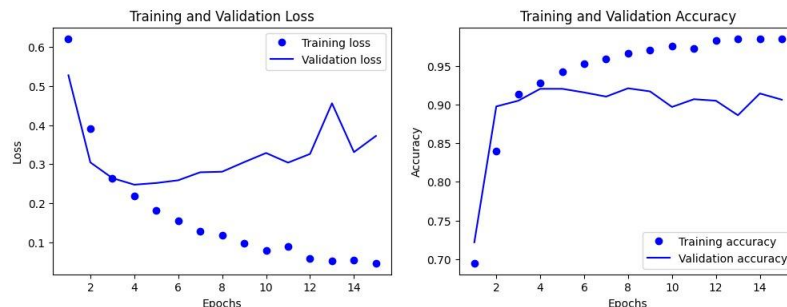 Training and Validation Loss
Training loss
Validation loss
Loss
0.6
0.5
0.4
0.3
0.2
0.1
2 4 6 8 10 12 14
Epochs
Training and Validation Accuracy
Accuracy
0.95
0.90
0.85
0.80
0.75
0.70
Training accuracy
Validation accuracy
2 4 6 8 10 12 14
Epochs